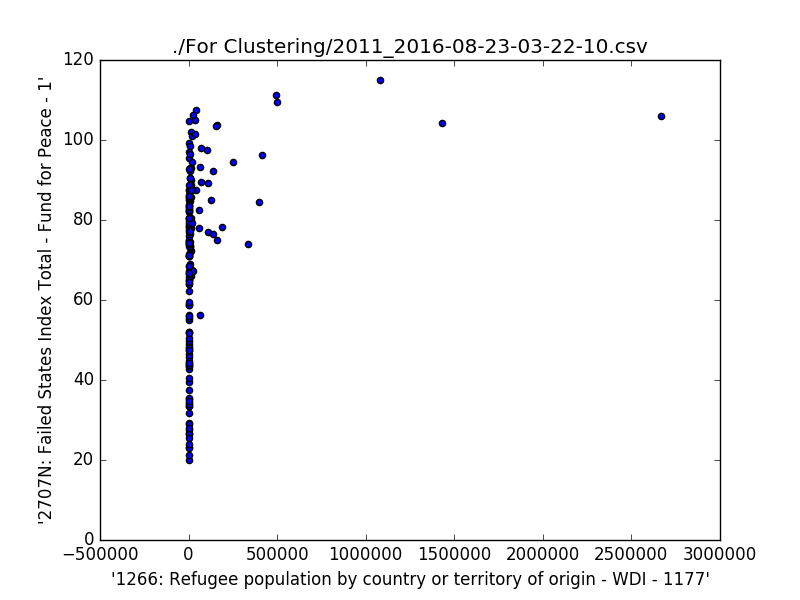 ./For Clustering/2011_2016-08-23-03-22-10.csv
'2707N: Failed States Index Total - Fund for Peace - 1'
120
100
80
60
40
20
0
−500000 0 500000 1000000 1500000 2000000 2500000 3000000
'1266: Refugee population by country or territory of origin - WDI - 1177'